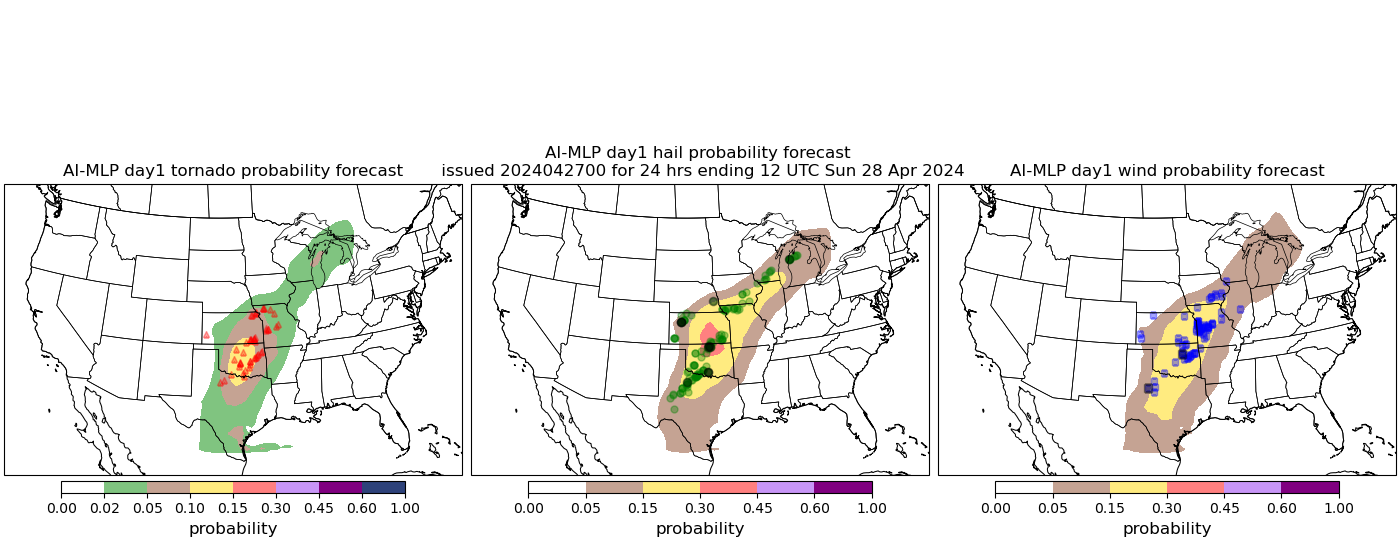 AI-MLP day1 hail probability forecast
AI-MLP day1 tornado probability forecast
issued 2024042700 for 24 hrs ending 12 UTC Sun 28 Apr 2024
AI-MLP day1 wind probability forecast
0.00 0.02 0.05 0.10 0.15 0.30 0.45 0.60 1.00
probability
0.00 0.05 0.15 0.30 0.45 0.60 1.00
probability
0.00 0.05 0.15 0.30 0.45 0.60 1.00
probability